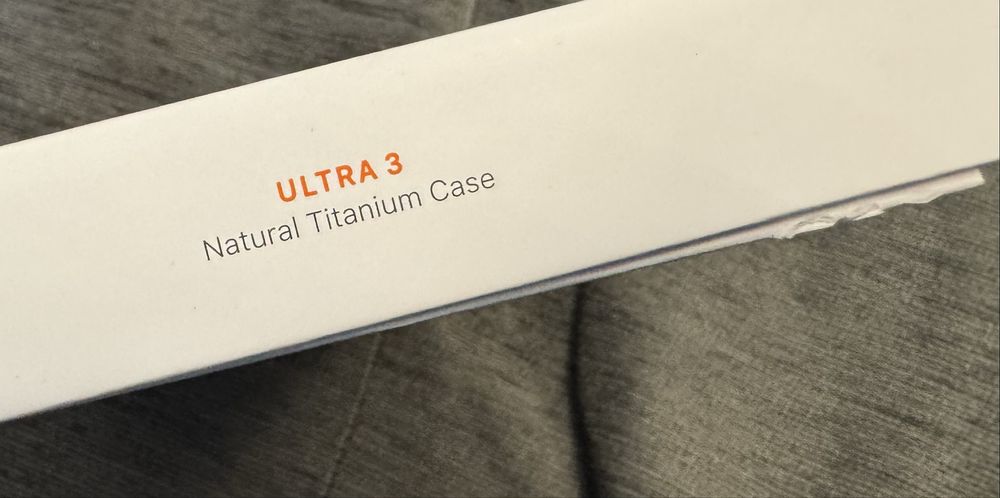 ULTRA 3
Natural Titanium Case